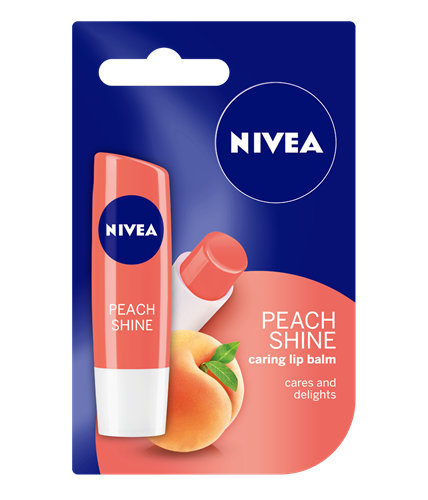 NIVEA
NIVEA
PEACH
SHINE
PEACH
SHINE
caring lip balm
cares and
delights